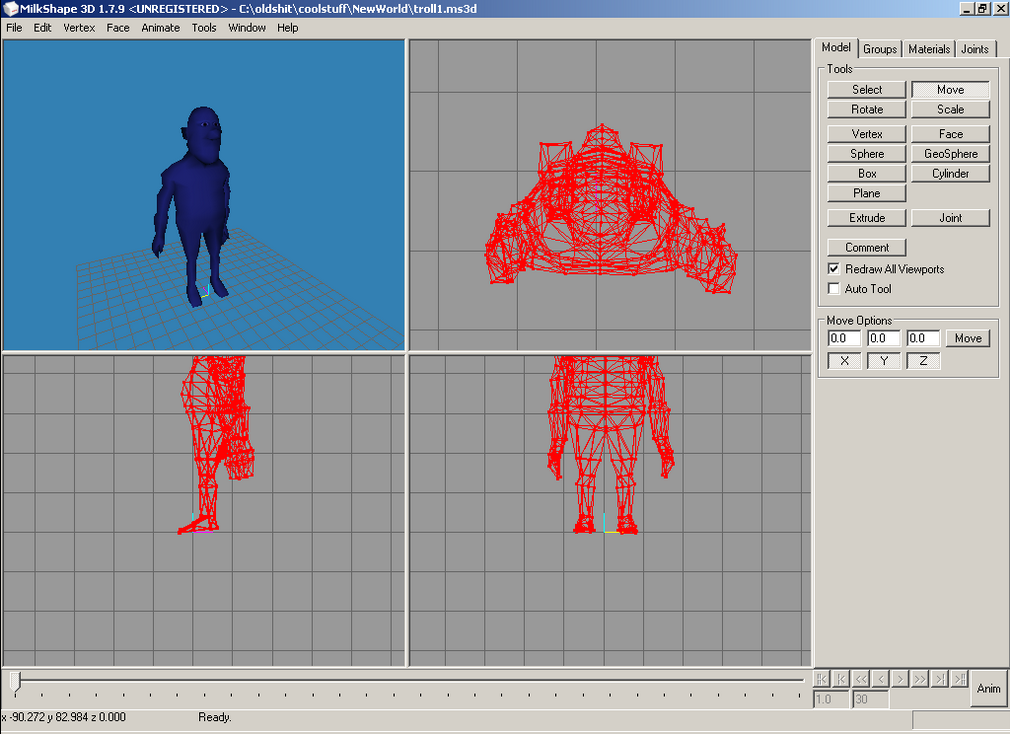 MilkShape 3D 1.7.9 <UNREGISTERED> - C:\oldshit\coolstuff\NewWorld\troll1.ms3d
File Edit Vertex Face Animate Tools Window Help
Model Groups Materials Joints
Tools
Select Move
Rotate Scale
Vertex Face
Sphere GeoSphere
Box Cylinder
Plane
Extrude Joint
Comment
Redraw All Viewports
Auto Tool
Move Options
0.0 0.0 0.0 Move
X Y Z
1.0 30 Anim
x -90.272 y 82.984 z 0.000 Ready.